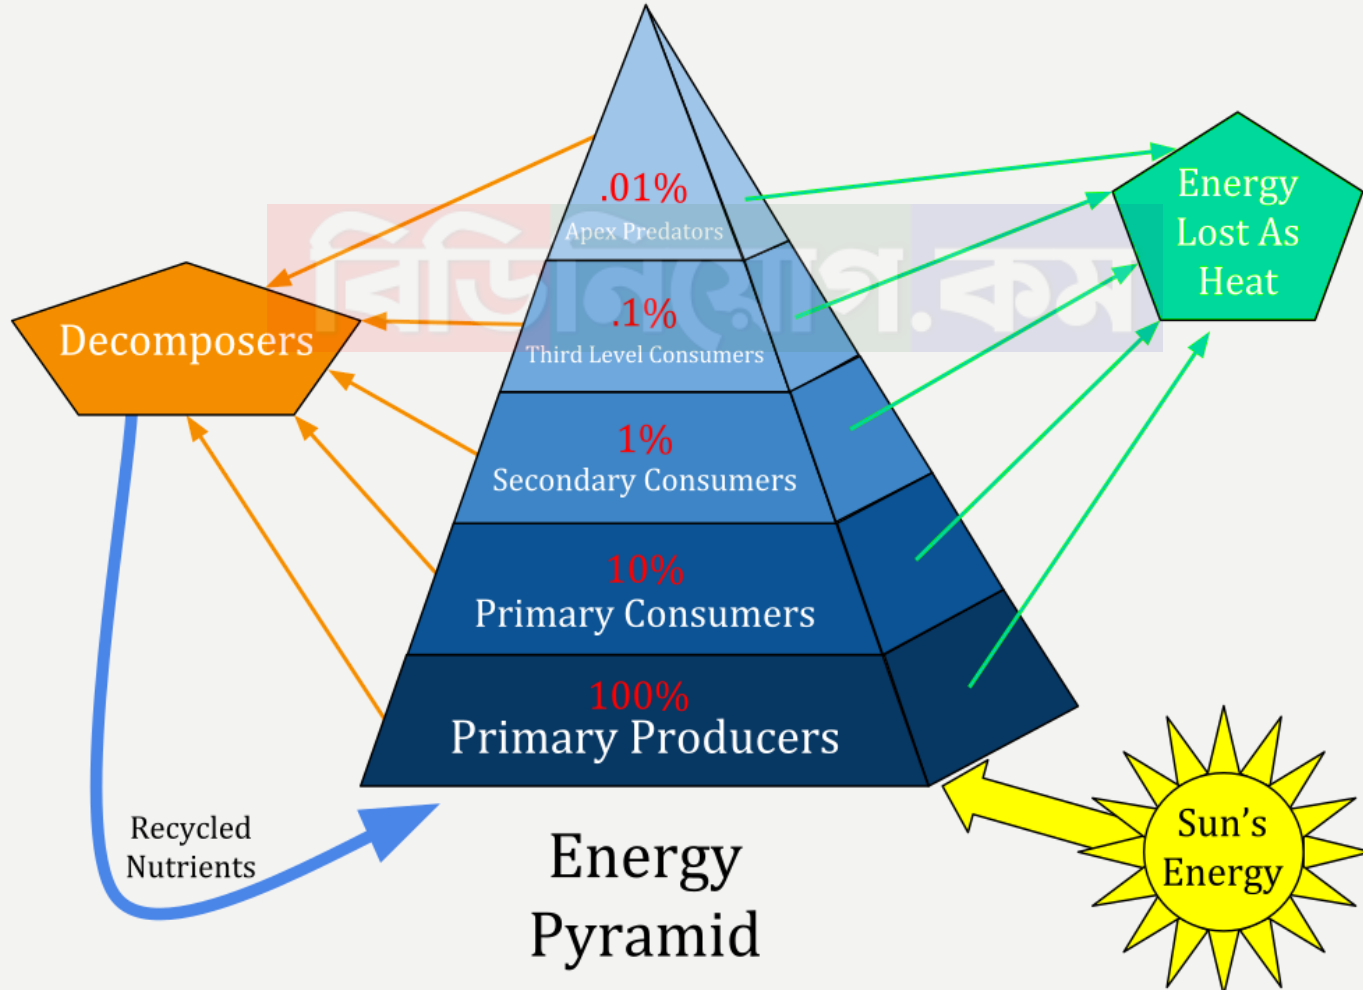 .01%
Apex Predators
বিডিনিয়োগ.কম
.1%
Third Level Consumers
1%
Secondary Consumers
10%
Primary Consumers
100%
Primary Producers
Decomposers
Energy
Lost As
Heat
Recycled
Nutrients
Energy
Pyramid
Sun's
Energy